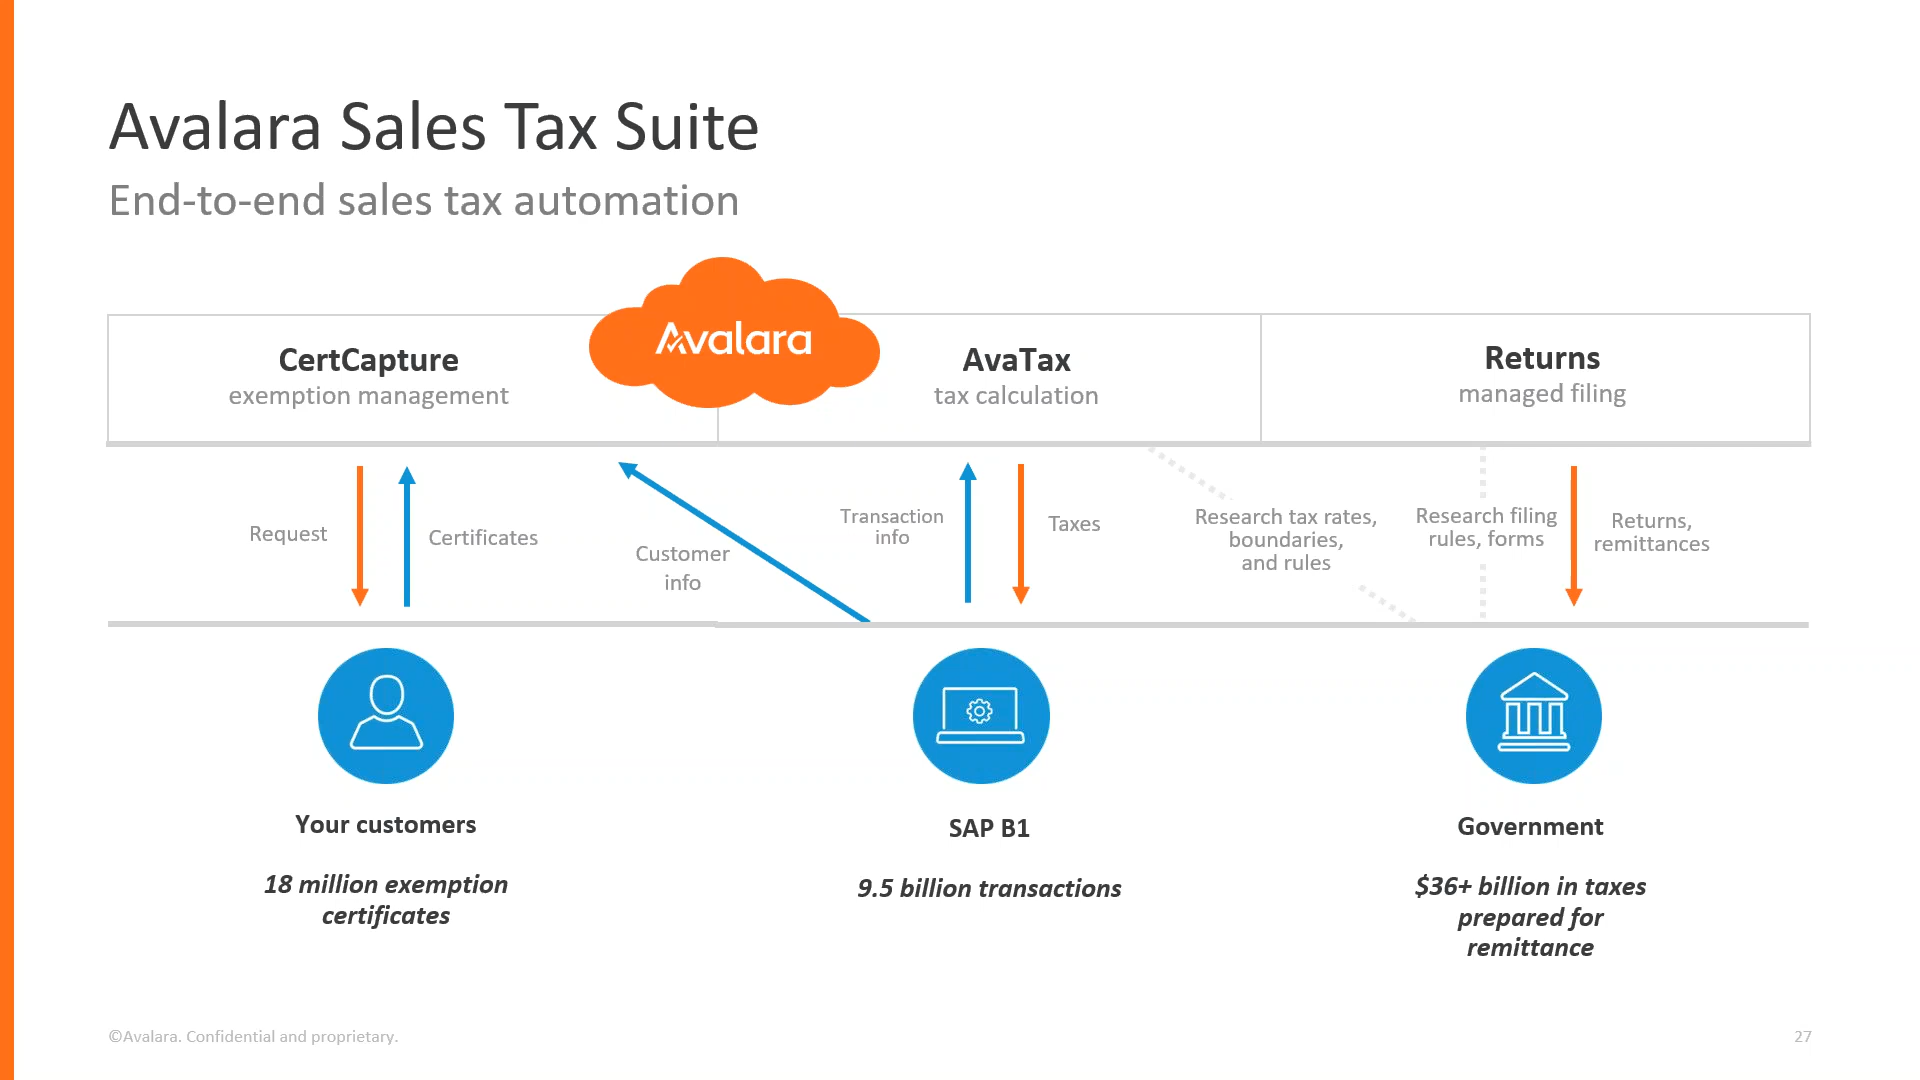 Avalara Sales Tax Suite
End-to-end sales tax automation
Avalara
CertCapture
exemption management
AvaTax
tax calculation
Returns
managed filing
Request
Certificates
Customer
info
Transaction
info
Taxes
Research tax rates,
boundaries,
and rules
Research filing
rules, forms
Returns,
remittances
Your customers
18 million exemption
certificates
SAP B1
9.5 billion transactions
Government
$36+ billion in taxes
prepared for
remittance
©Avalara. Confidential and proprietary.
27